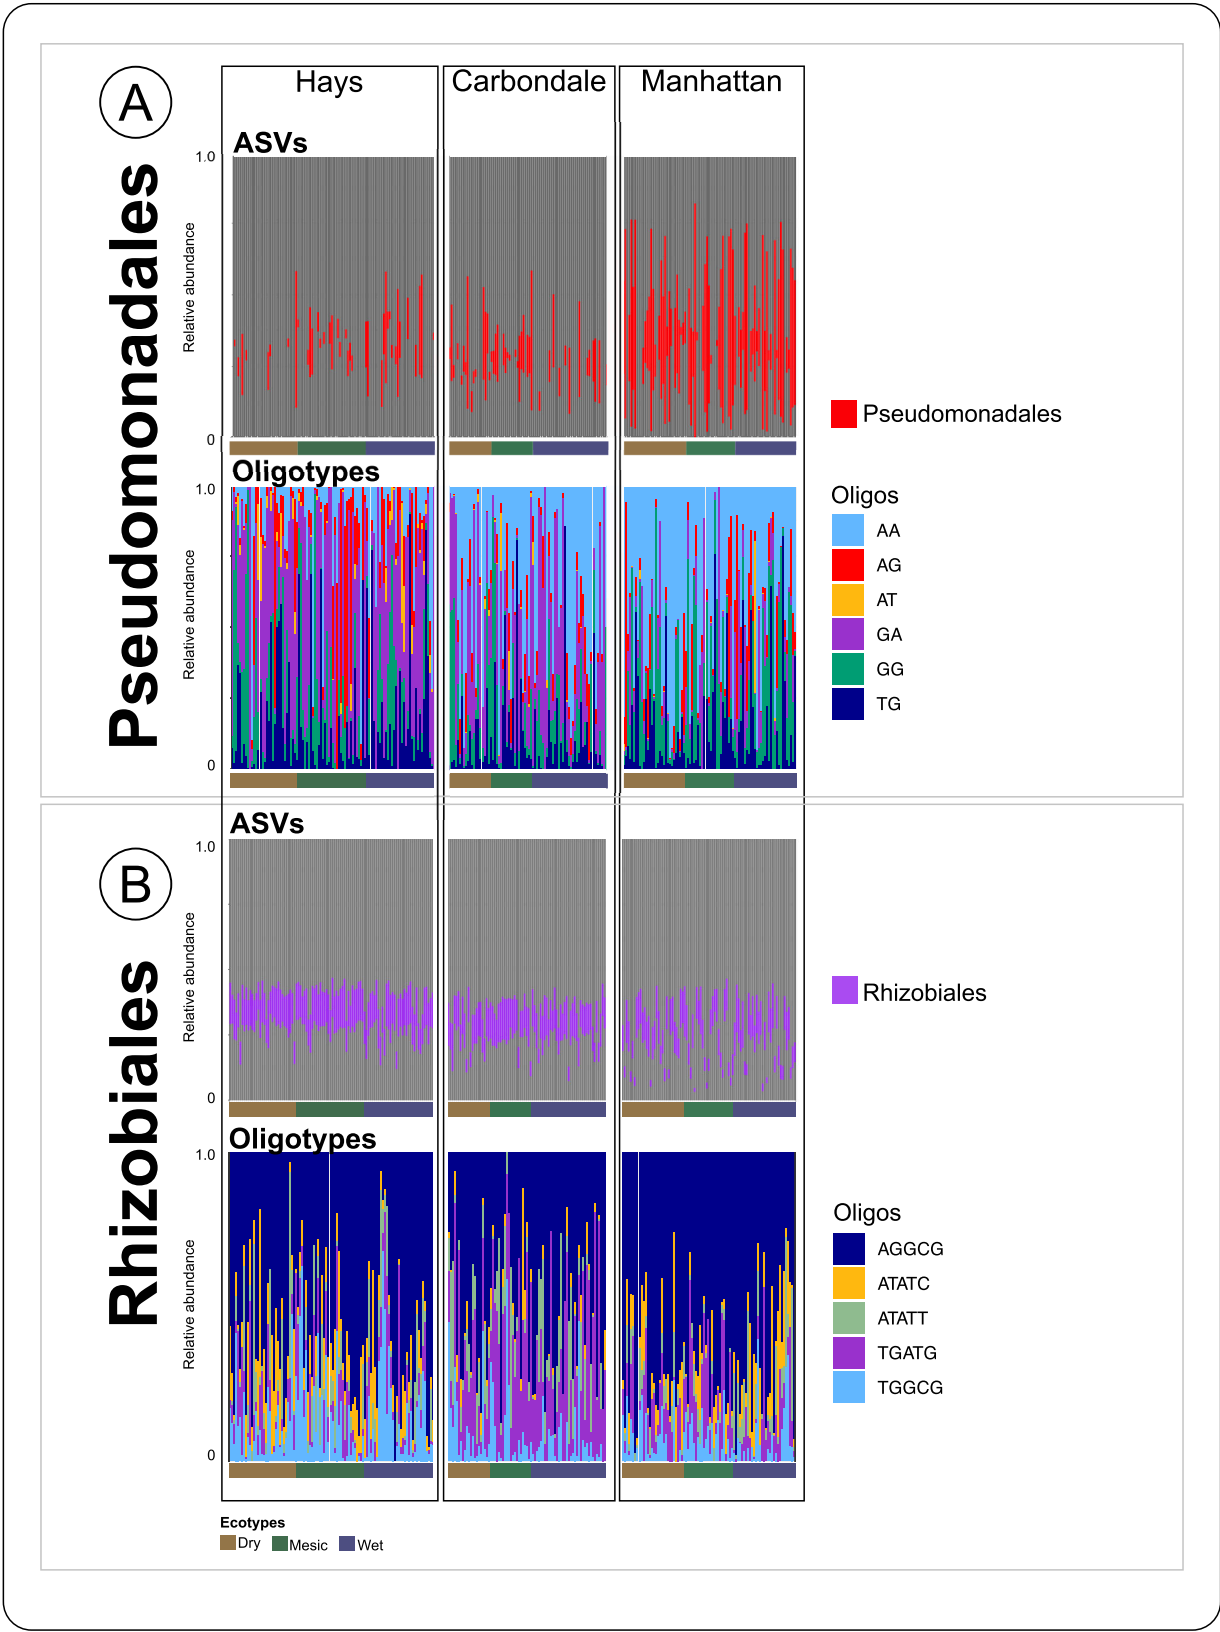 A
Pseudomonadales
Hays
Carbondale
Manhattan
ASVs
1.0
Relative abundance
0
Pseudomonadales
Oligotypes
1.0
Relative abundance
0
Oligos
AA
AG
AT
GA
GG
TG
B
Rhizobiales
ASVs
1.0
Relative abundance
0
Rhizobiales
Oligotypes
1.0
Relative abundance
0
Oligos
AGGCG
ATATC
ATATT
TGATG
TGGCG
Ecotypes
Dry
Mesic
Wet